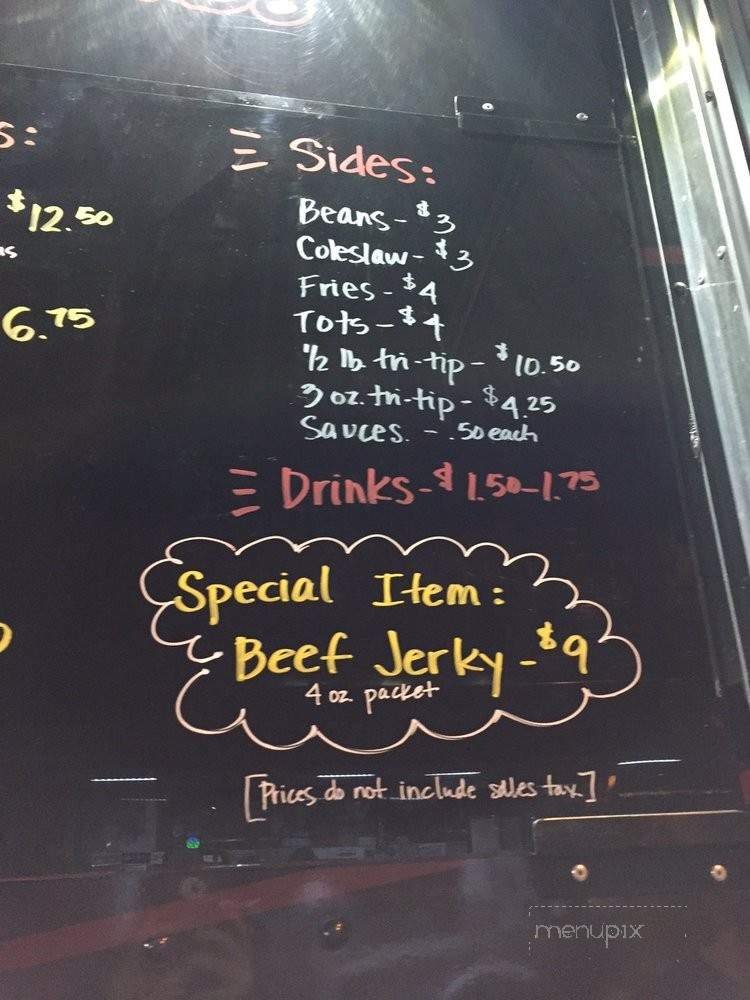 s:
$12.50
6.75
Sides:
Beans - $3
Coleslaw - $3
Fries - $4
Tots - $4
1/2 lb tri-tip - $10.50
3 oz. tri-tip - $4.25
Sauces. - .50 each
Drinks - $1.50-1.75
Special Item:
Beef Jerky - $9
4 oz. packet
[Prices do not include sales tax.]
menupix